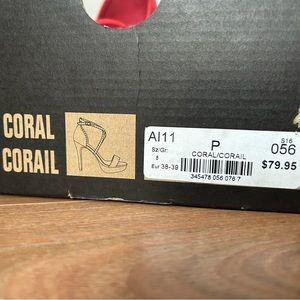 CORAL
CORAIL
AI11
Sz/Gr:
8
Eur 38-39
P
CORAL/CORAIL
345478 056 078 7
S16
056
$79.95